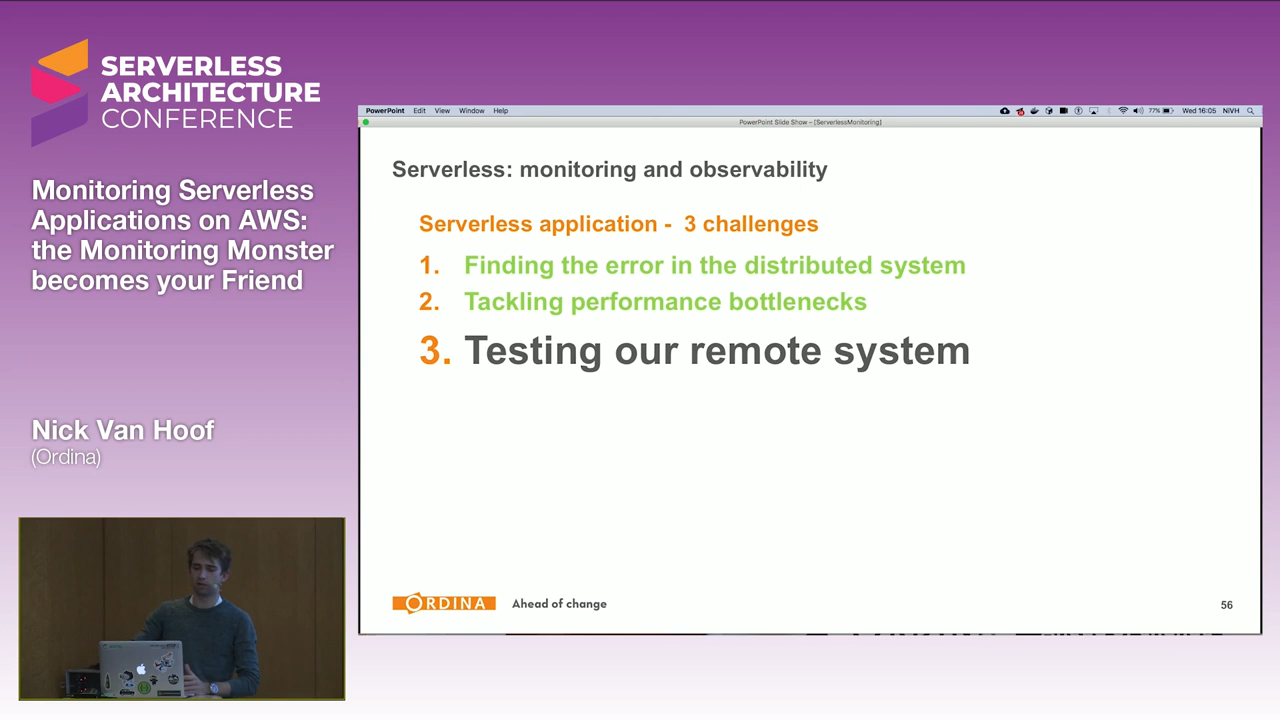 SERVERLESS
ARCHITECTURE
CONFERENCE
Monitoring Serverless
Applications on AWS:
the Monitoring Monster
becomes your Friend
Nick Van Hoof
(Ordina)
PowerPoint Edit View Window Help
77% Wed 16:05 NiVH
PowerPoint Slide Show - [ServerlessMonitoring]
Serverless: monitoring and observability
Serverless application - 3 challenges
1. Finding the error in the distributed system
2. Tackling performance bottlenecks
3. Testing our remote system
ORDINA Ahead of change
56